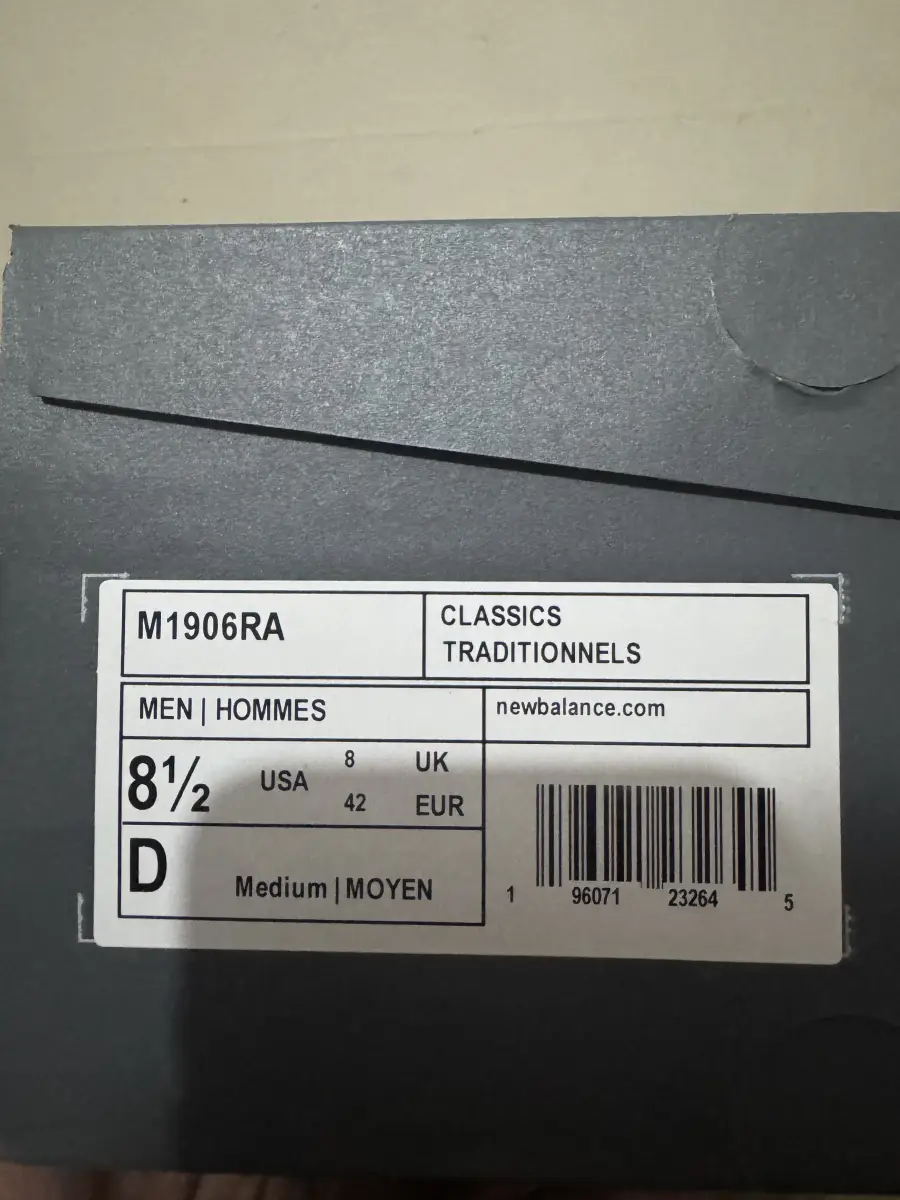 M1906RA
CLASSICS
TRADITIONNELS
MEN | HOMMES
newbalance.com
8½ USA 8 UK
42 EUR
D Medium | MOYEN
1 96071 23264 5